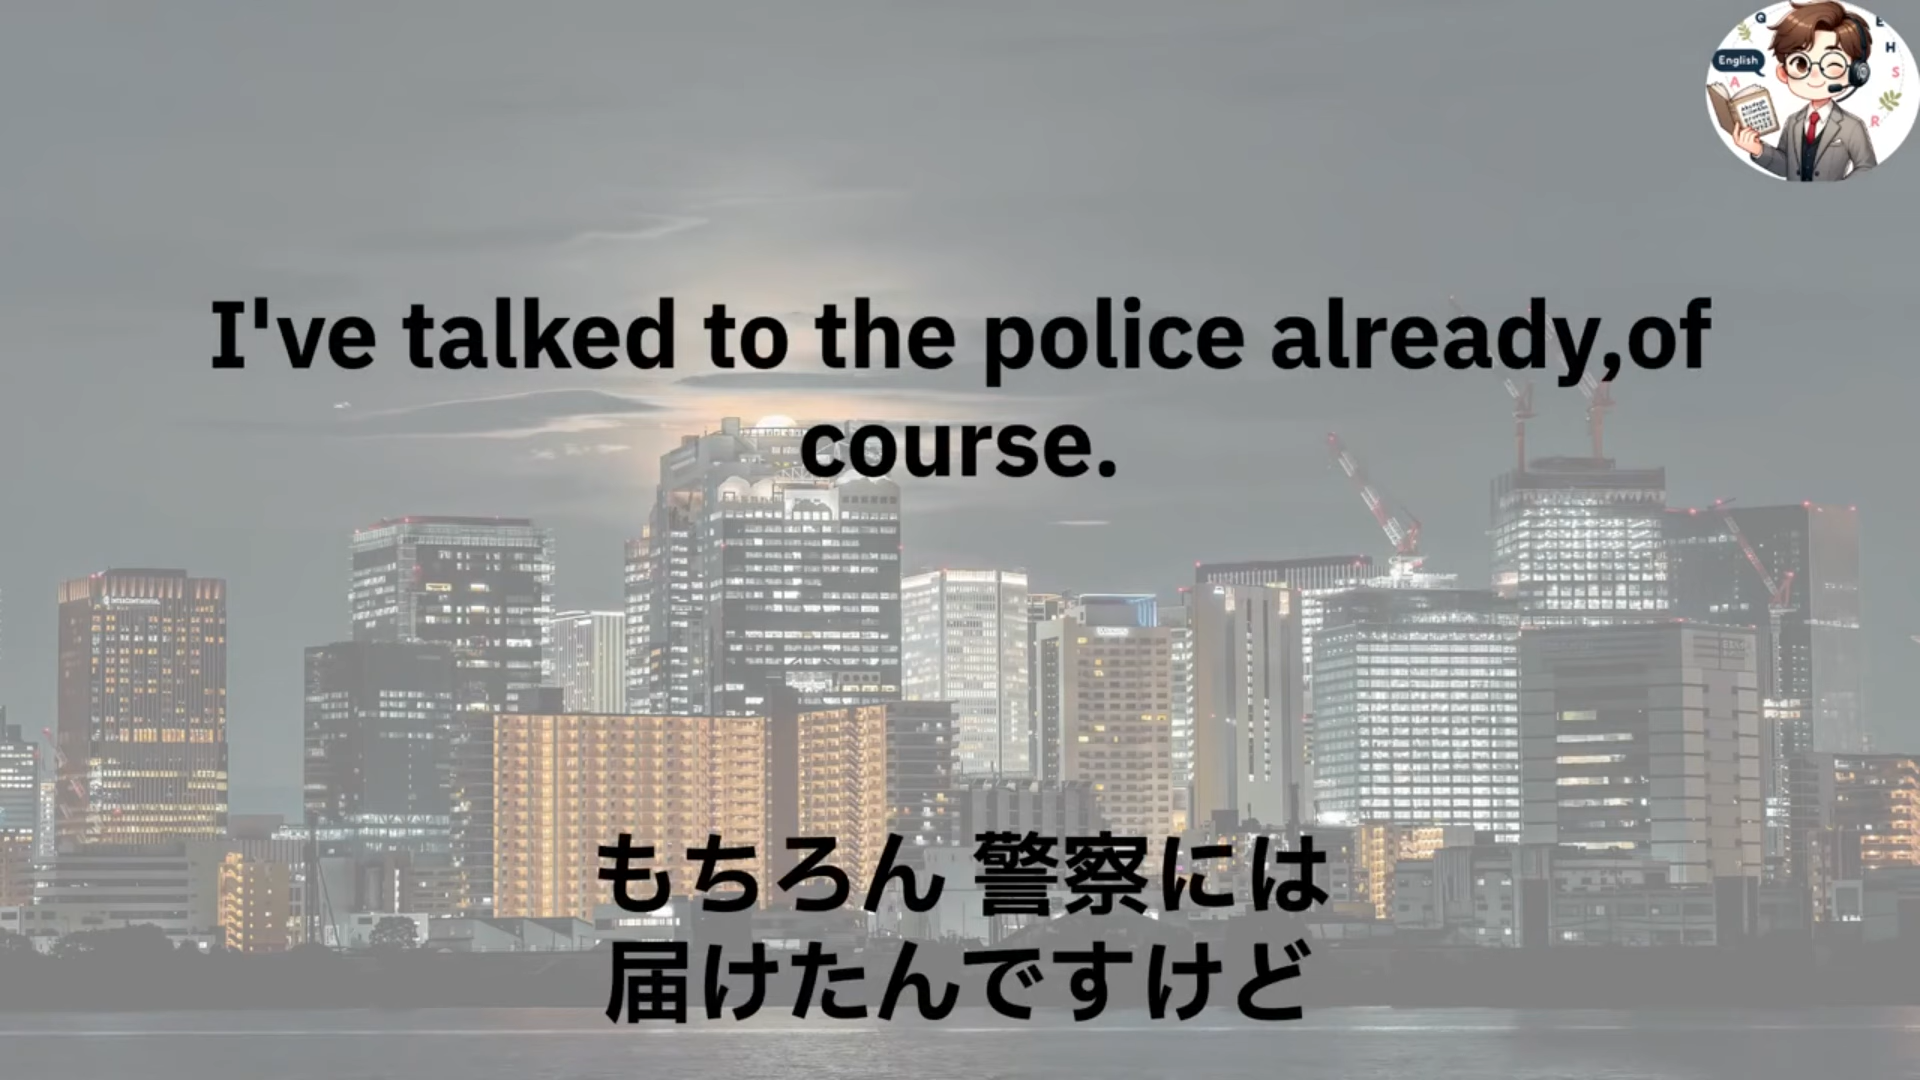 I've talked to the police already,of
course.
もちろん 警察には
届けたんですけど
English
INTERCONTINENTAL